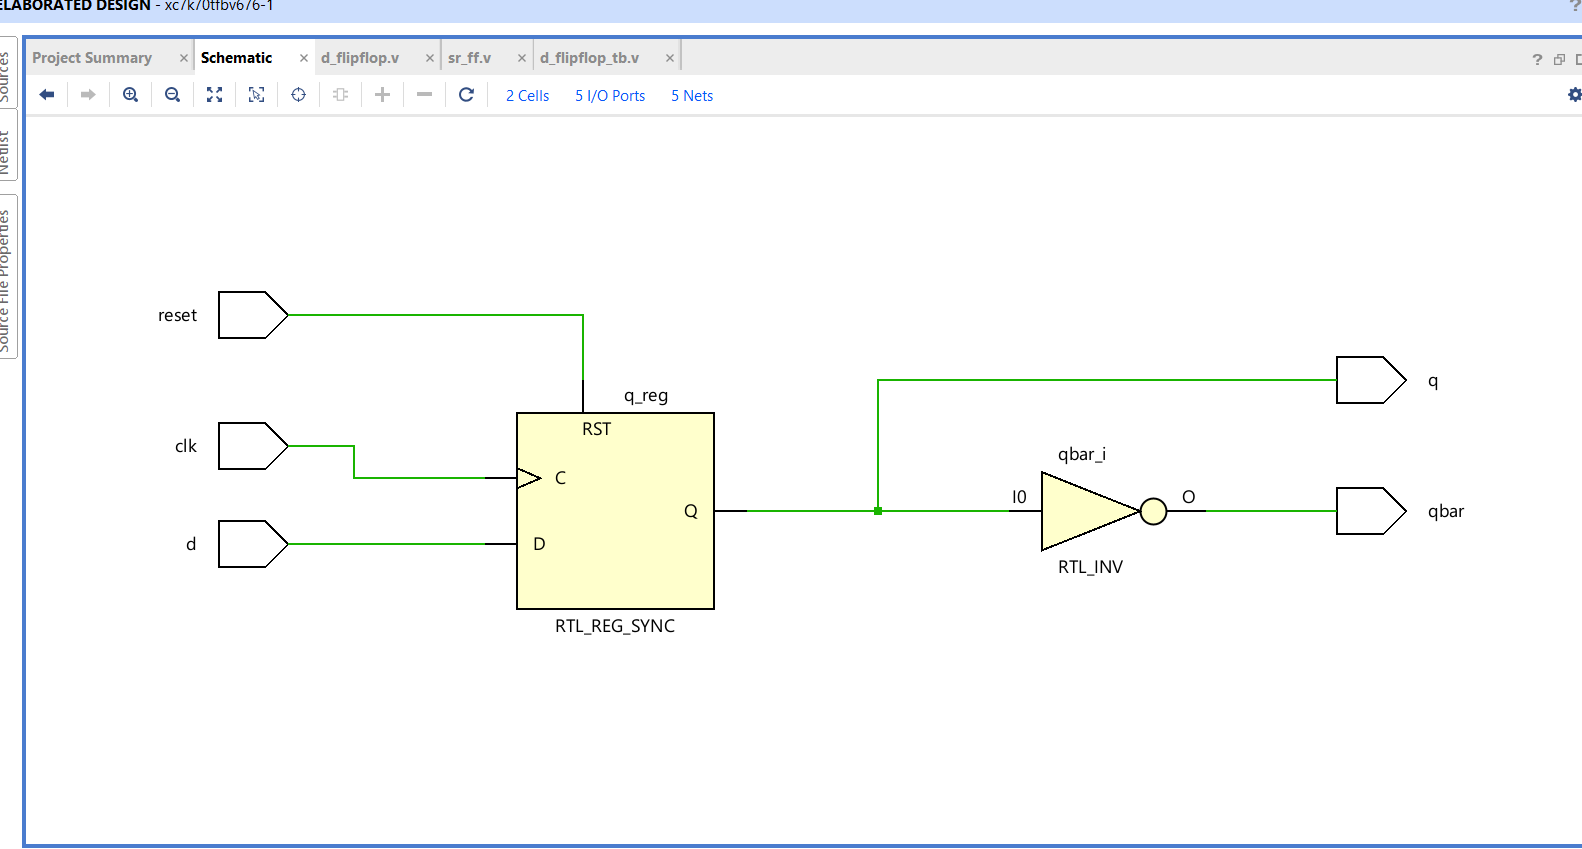 ELABORATED DESIGN - xc7k70tfbv676-1
?
Sources
Netlist
Source File Properties
Project Summary × Schematic × d_flipflop.v × sr_ff.v × d_flipflop_tb.v ×
?
2 Cells 5 I/O Ports 5 Nets
reset
clk
d
q_reg
RST
C
D
Q
RTL_REG_SYNC
qbar_i
I0
O
RTL_INV
q
qbar